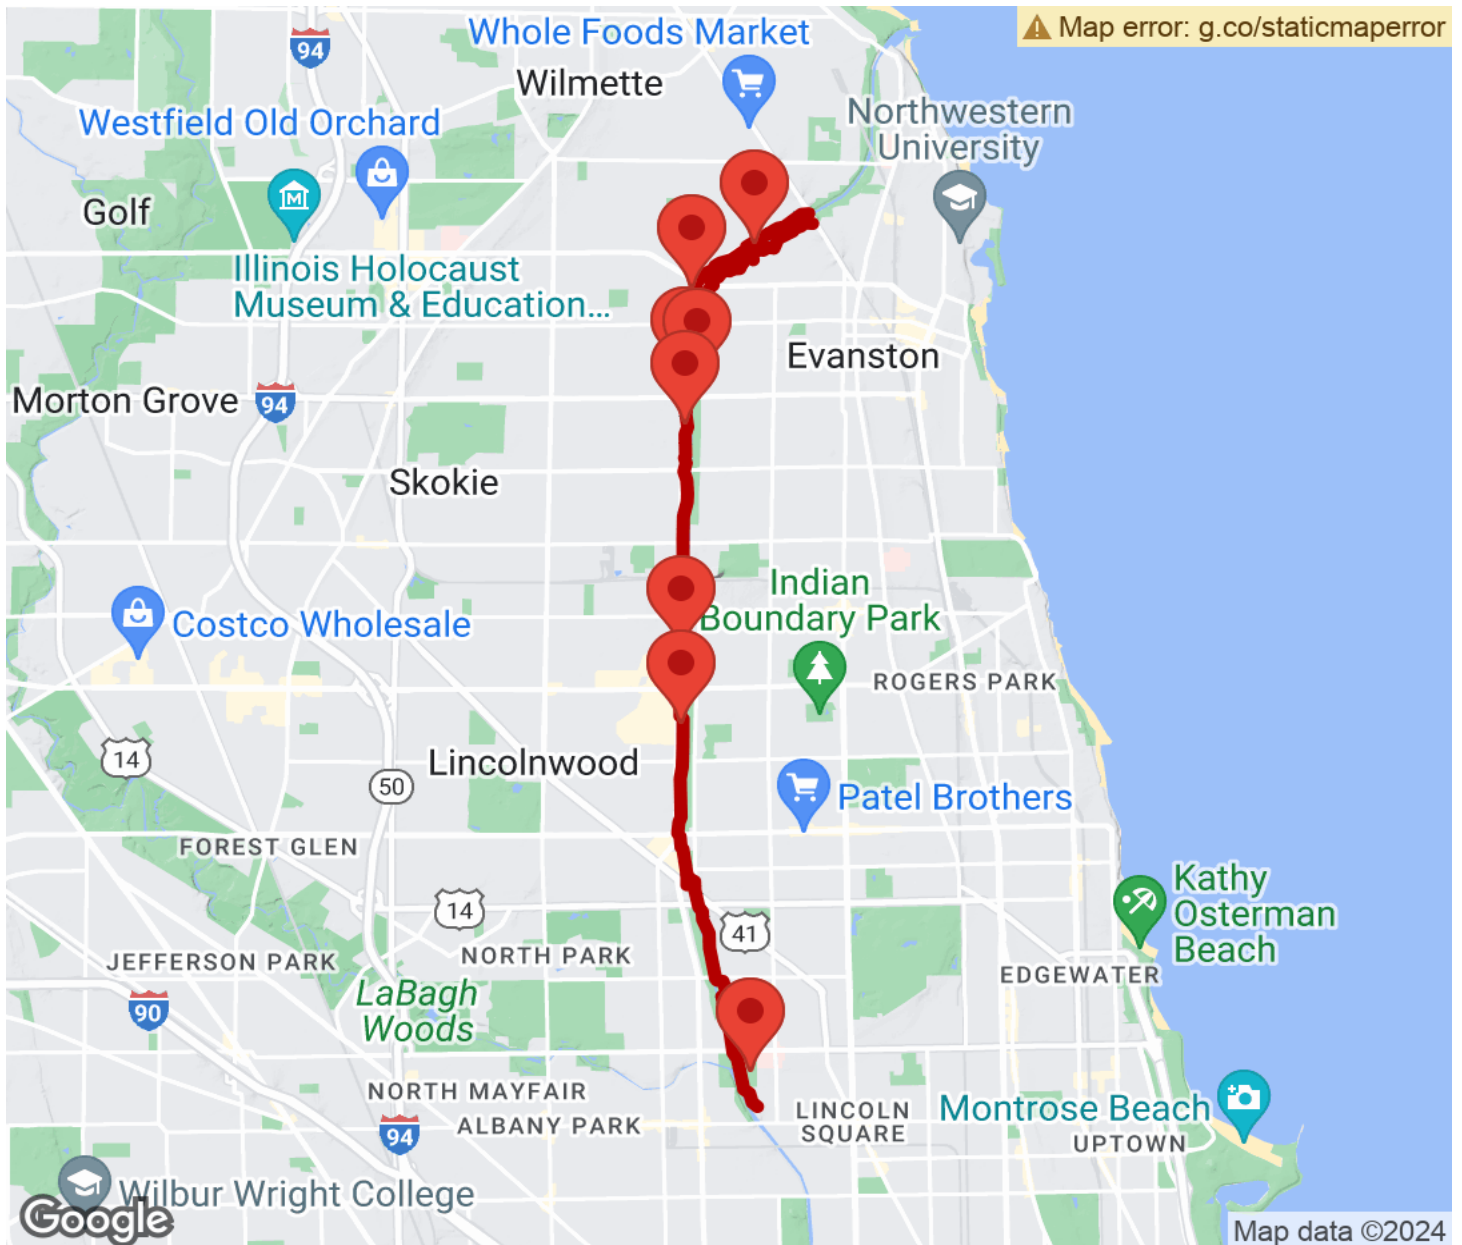 Map error: g.co/staticmaperror
94
Whole Foods Market
Wilmette
Westfield Old Orchard
Northwestern
University
M
Golf
Illinois Holocaust
Museum & Education...
Evanston
Morton Grove
94
Skokie
Indian
Boundary Park
Costco Wholesale
ROGERS PARK
14
Lincolnwood
50
Patel Brothers
FOREST GLEN
Kathy
Osterman
Beach
14
41
NORTH PARK
JEFFERSON PARK
EDGEWATER
LaBagh
Woods
90
NORTH MAYFAIR
LINCOLN
SQUARE
Montrose Beach
ALBANY PARK
94
UPTOWN
Wilbur Wright College
Google
Map data ©2024